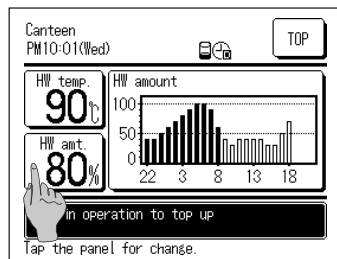 Canteen
PM10:01(Wed)
TOP
HW temp.
90℃
HW amount
100
50
0
22 3 8 13 18
HW amt.
80%
in operation to top up
Tap the panel for change.